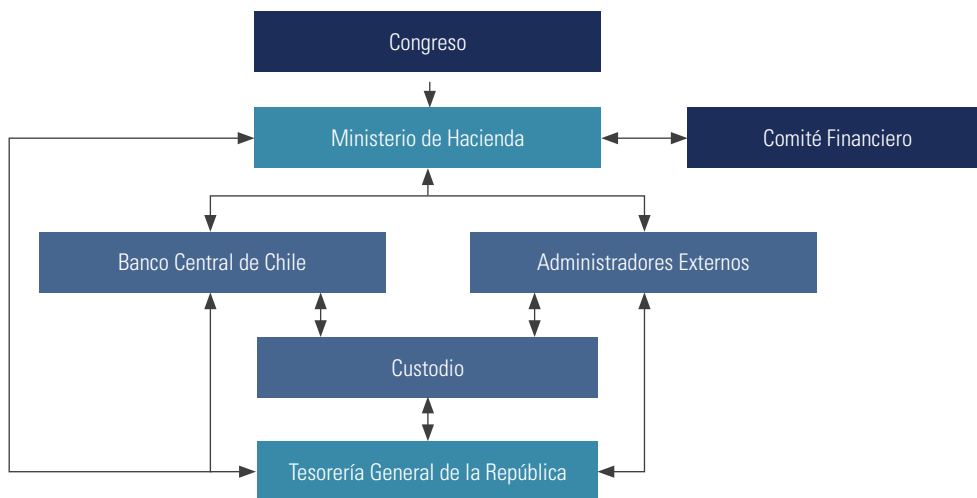 Congreso
Ministerio de Hacienda
Comité Financiero
Banco Central de Chile
Administradores Externos
Custodio
Tesorería General de la República